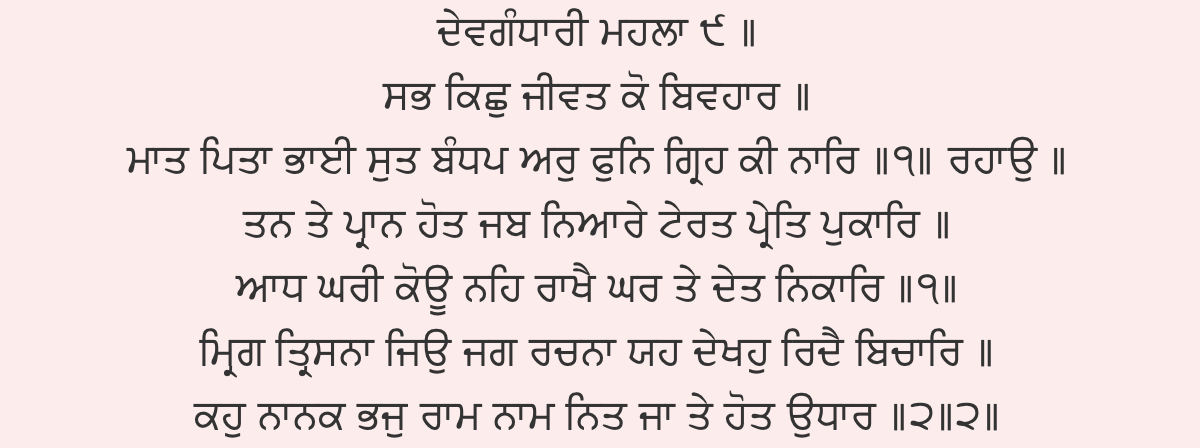 ਦੇਵਗੰਧਾਰੀ ਮਹਲਾ ੯ ॥
ਸਭ ਕਿਛੁ ਜੀਵਤ ਕੋ ਬਿਵਹਾਰ ॥
ਮਾਤ ਪਿਤਾ ਭਾਈ ਸੁਤ ਬੰਧਪ ਅਰੁ ਫੁਨਿ ਗ੍ਰਿਹ ਕੀ ਨਾਰਿ ॥੧॥ ਰਹਾਉ ॥
ਤਨ ਤੇ ਪ੍ਰਾਨ ਹੋਤ ਜਬ ਨਿਆਰੇ ਟੇਰਤ ਪ੍ਰੇਤਿ ਪੁਕਾਰਿ ॥
ਆਧ ਘਰੀ ਕੋਊ ਨਹਿ ਰਾਖੈ ਘਰ ਤੇ ਦੇਤ ਨਿਕਾਰਿ ॥੧॥
ਮ੍ਰਿਗ ਤ੍ਰਿਸਨਾ ਜਿਉ ਜਗ ਰਚਨਾ ਯਹ ਦੇਖਹੁ ਰਿਦੈ ਬਿਚਾਰਿ ॥
ਕਹੁ ਨਾਨਕ ਭਜੁ ਰਾਮ ਨਾਮ ਨਿਤ ਜਾ ਤੇ ਹੋਤ ਉਧਾਰ ॥੨॥੨॥